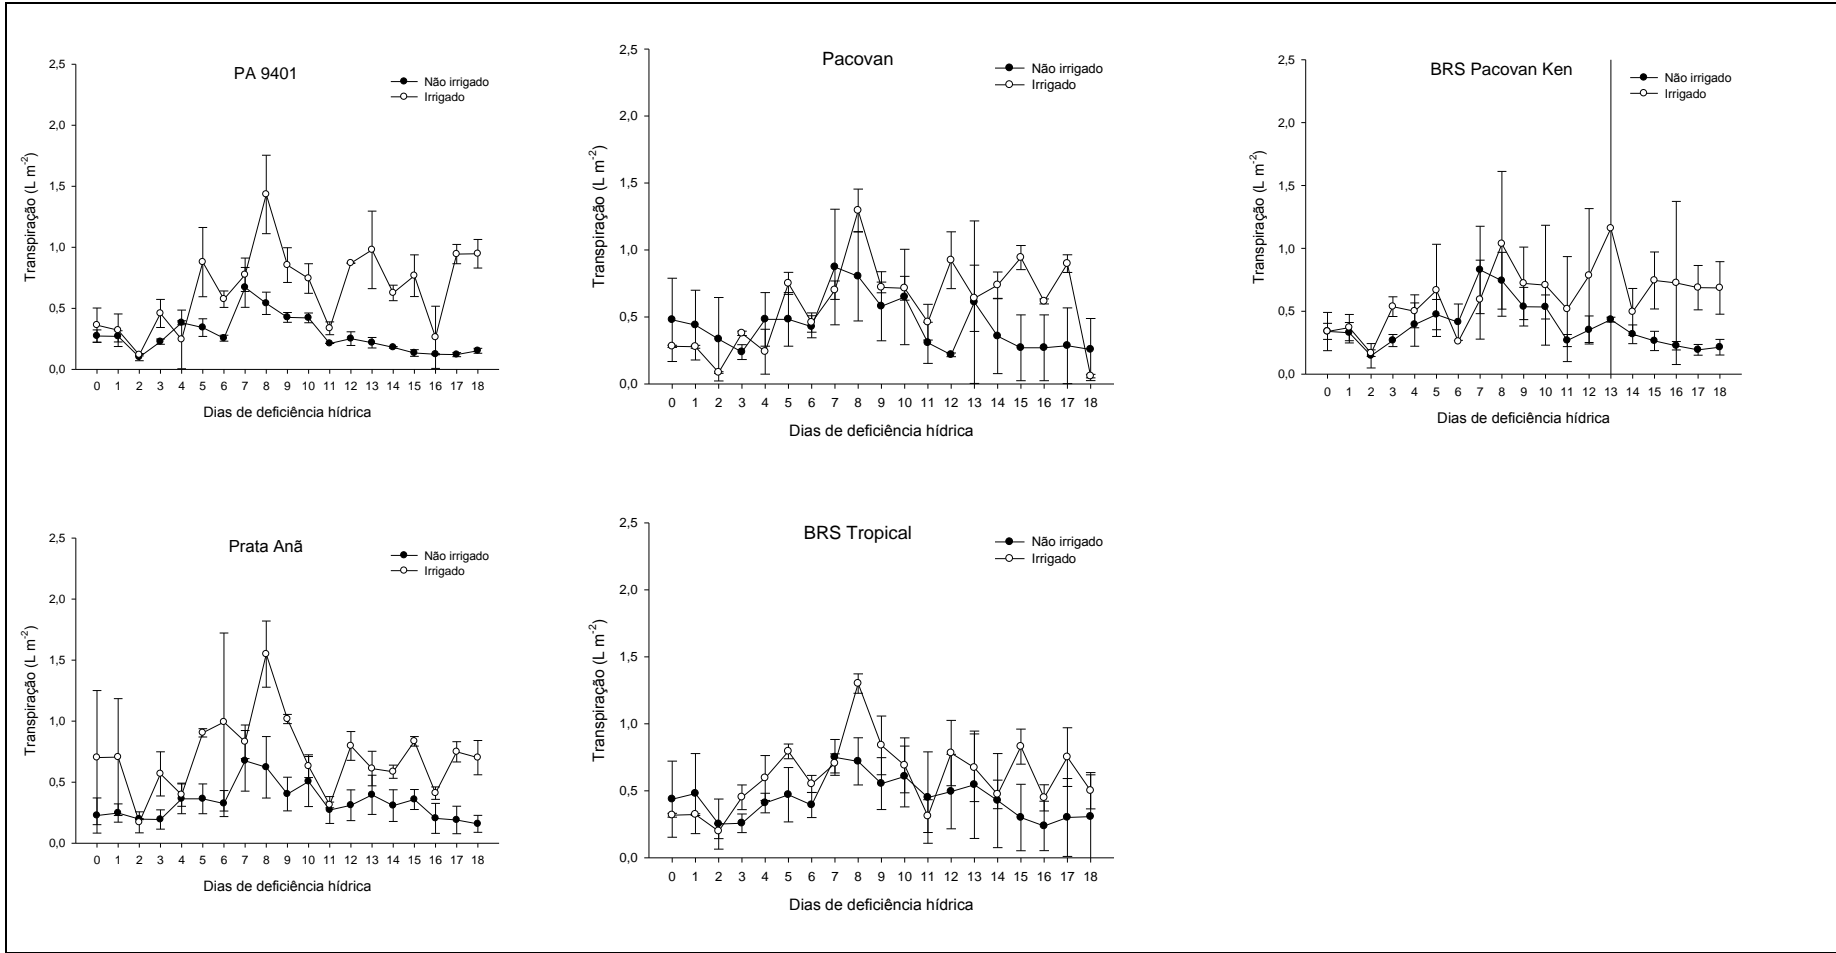 PA 9401
Não irrigado
Irrigado
Transpiração (L m⁻²)
2,5
2,0
1,5
1,0
0,5
0,0
0 1 2 3 4 5 6 7 8 9 10 11 12 13 14 15 16 17 18
Dias de deficiência hídrica
Pacovan
Não irrigado
Irrigado
Transpiração (L m⁻²)
2,5
2,0
1,5
1,0
0,5
0,0
0 1 2 3 4 5 6 7 8 9 10 11 12 13 14 15 16 17 18
Dias de deficiência hídrica
BRS Pacovan Ken
Não irrigado
Irrigado
Transpiração (L m⁻²)
2,5
2,0
1,5
1,0
0,5
0,0
0 1 2 3 4 5 6 7 8 9 10 11 12 13 14 15 16 17 18
Dias de deficiência hídrica
Prata Anã
Não irrigado
Irrigado
Transpiração (L m⁻²)
2,5
2,0
1,5
1,0
0,5
0,0
0 1 2 3 4 5 6 7 8 9 10 11 12 13 14 15 16 17 18
Dias de deficiência hídrica
BRS Tropical
Não irrigado
Irrigado
Transpiração (L m⁻²)
2,5
2,0
1,5
1,0
0,5
0,0
0 1 2 3 4 5 6 7 8 9 10 11 12 13 14 15 16 17 18
Dias de deficiência hídrica